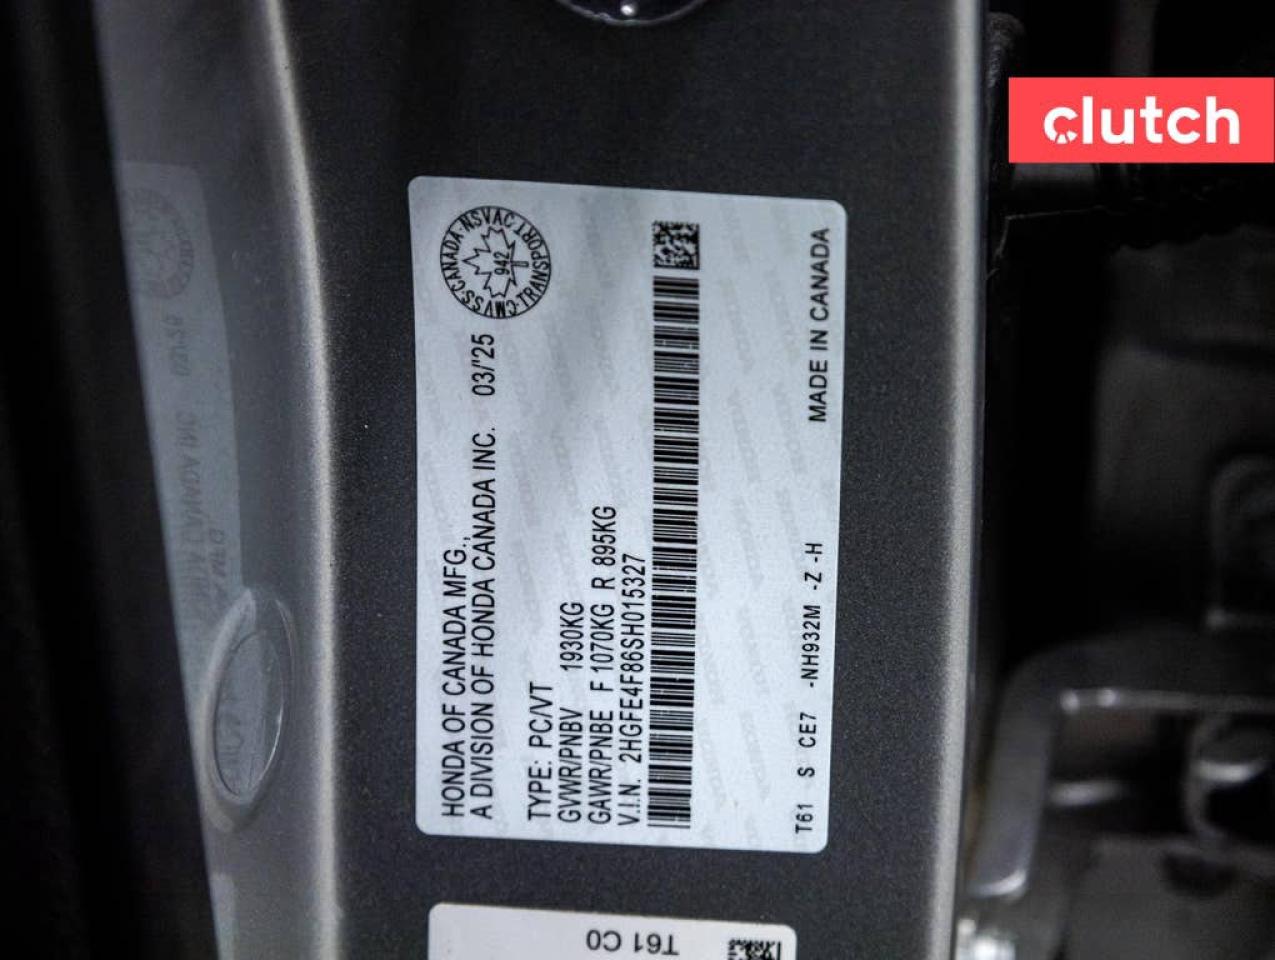 clutch
HONDA OF CANADA MFG.,
A DIVISION OF HONDA CANADA INC. 03/'25
CMVSS·CANADA·NSVAC TRANSPORT
942
TYPE: PC/VT
GVWR/PNBV 1930KG
GAWR/PNBE F 1070KG R 895KG
V.I.N. 2HGFE4F86SH015327
T61 S CE7 -NH932M -Z -H MADE IN CANADA
T61 C0